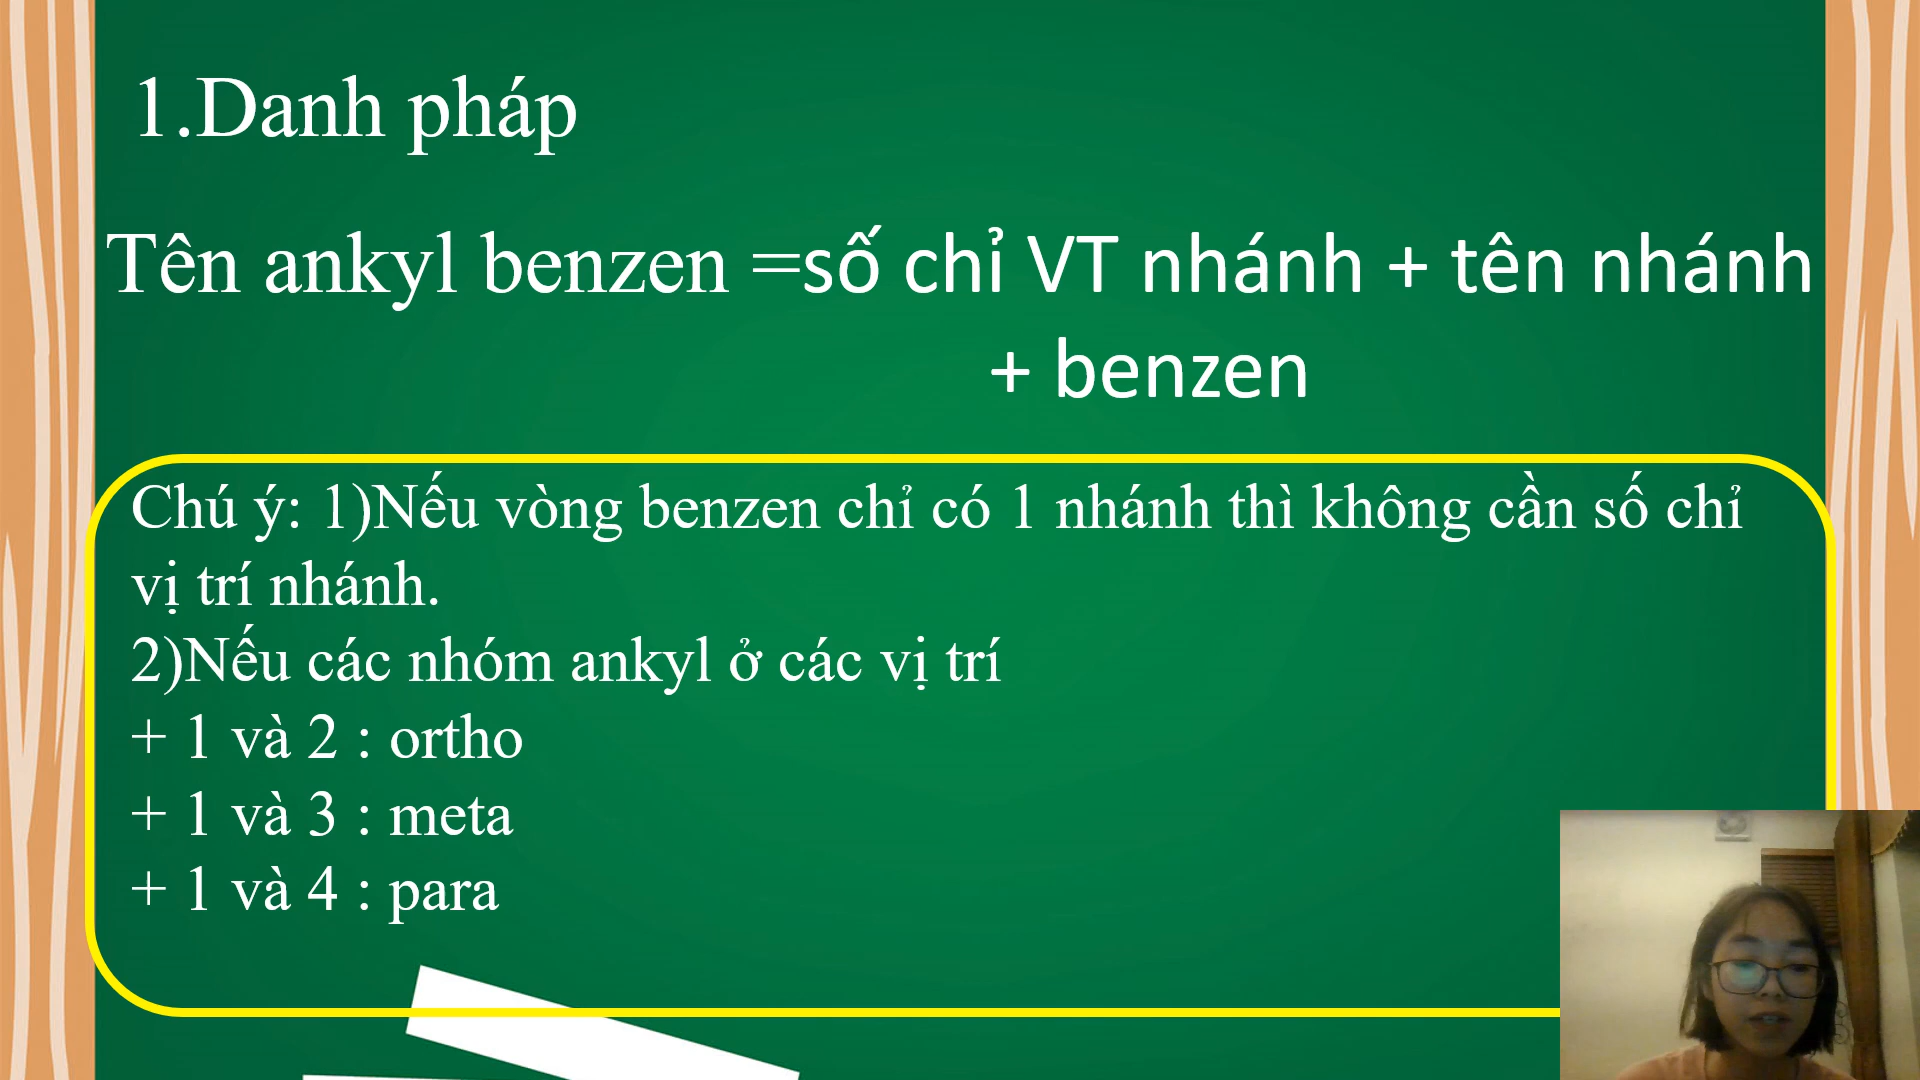 1.Danh pháp
Tên ankyl benzen =số chỉ VT nhánh + tên nhánh
+ benzen
Chú ý: 1)Nếu vòng benzen chỉ có 1 nhánh thì không cần số chỉ
vị trí nhánh.
2)Nếu các nhóm ankyl ở các vị trí
+ 1 và 2 : ortho
+ 1 và 3 : meta
+ 1 và 4 : para